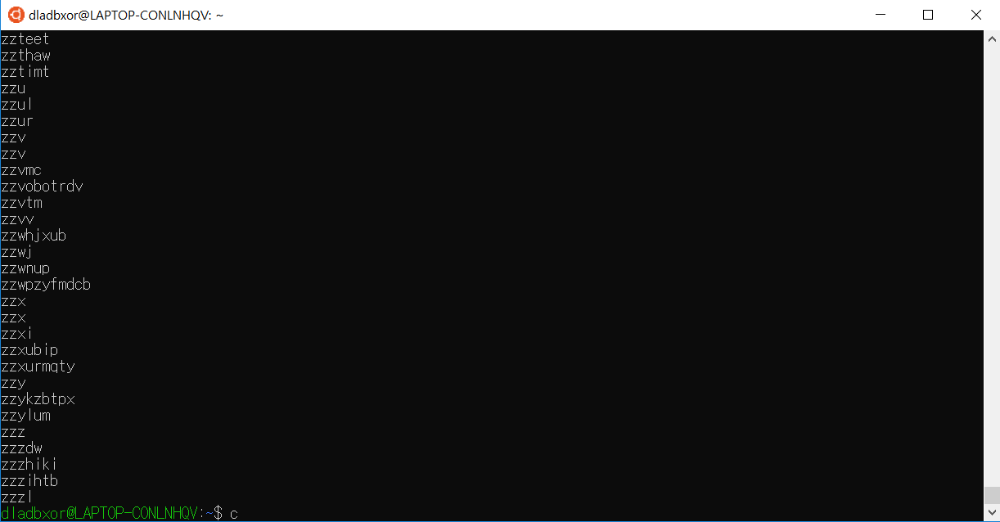 dladbxor@LAPTOP-CONLNHQV: ~
zzteet
zzthaw
zztimt
zzu
zzul
zzur
zzv
zzv
zzvmc
zzvobotrdv
zzvtm
zzvv
zzwhjxub
zzwj
zzwnup
zzwpzyfmdcb
zzx
zzx
zzxi
zzxubip
zzxurmqty
zzy
zzykzbtpx
zzylum
zzz
zzzdw
zzzhiki
zzzihtb
zzzl
dladbxor@LAPTOP-CONLNHQV:~$ c